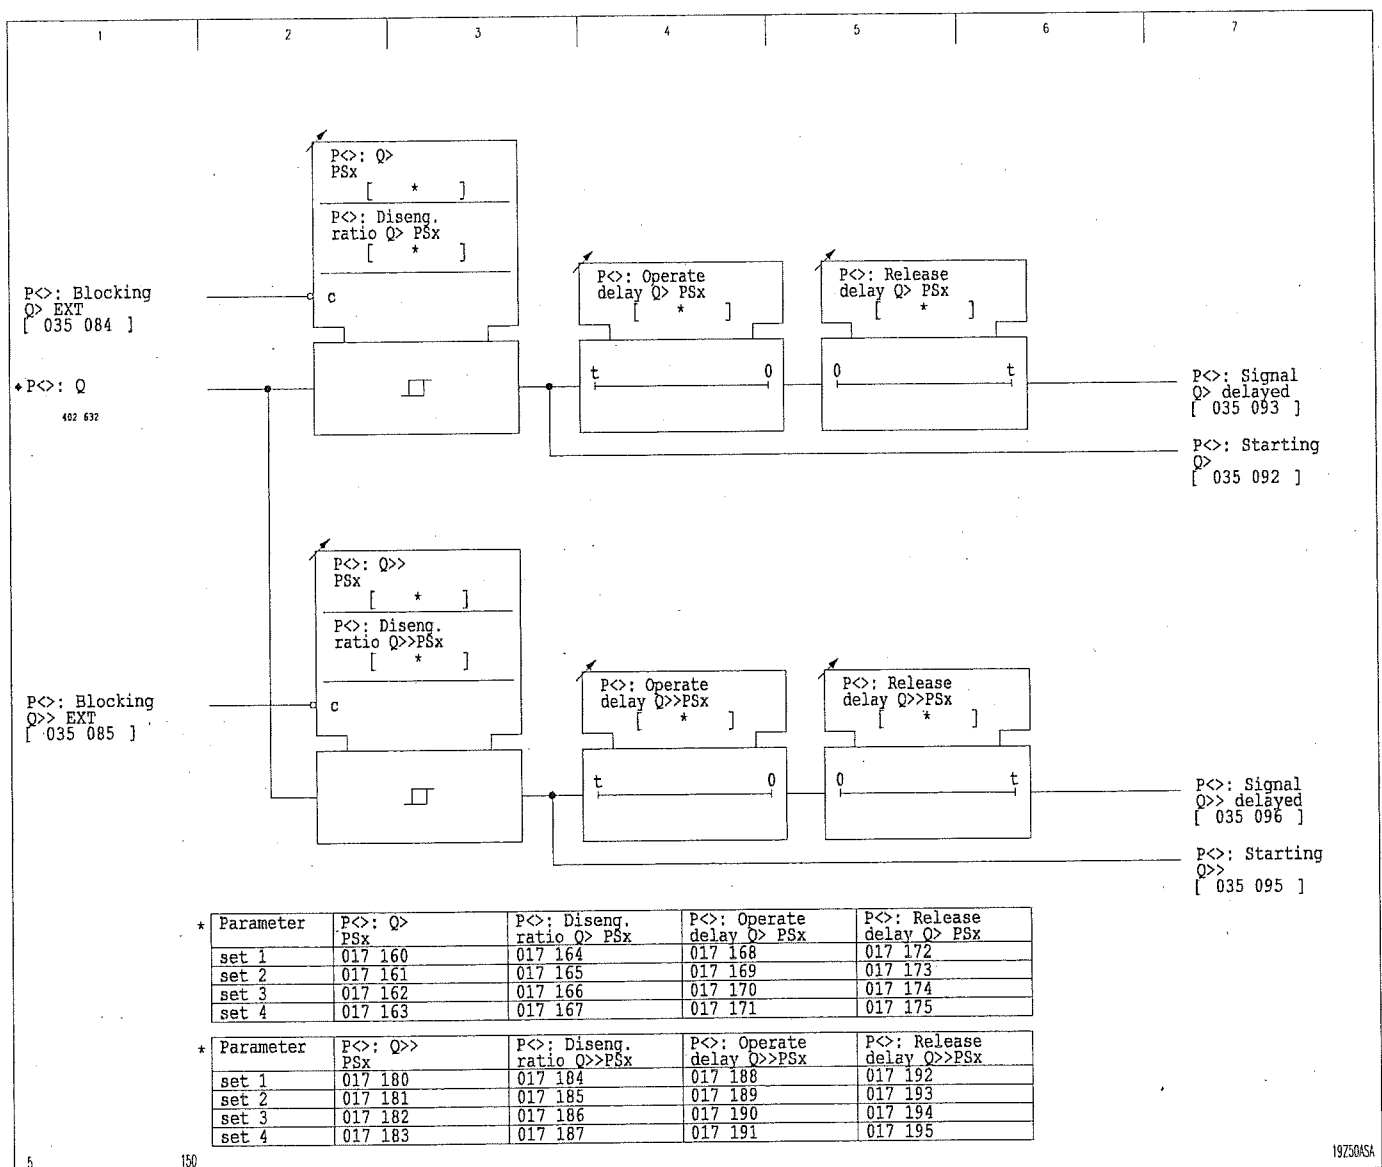 1 2 3 4 5 6 7
P<>: Q>
PSx
[ * ]
P<>: Diseng.
ratio Q> PSx
[ * ]
c
P<>: Blocking
Q> EXT
[ 035 084 ]
P<>: Operate
delay Q> PSx
[ * ]
P<>: Release
delay Q> PSx
[ * ]
t 0
0 t
P<>: Q
402 632
P<>: Signal
Q> delayed
[ 035 093 ]
P<>: Starting
Q>
[ 035 092 ]
P<>: Q>>
PSx
[ * ]
P<>: Diseng.
ratio Q>>PSx
[ * ]
c
P<>: Blocking
Q>> EXT
[ 035 085 ]
P<>: Operate
delay Q>>PSx
[ * ]
P<>: Release
delay Q>>PSx
[ * ]
t 0
0 t
P<>: Signal
Q>> delayed
[ 035 096 ]
P<>: Starting
Q>>
[ 035 095 ]
* Parameter P<>: Q> PSx P<>: Diseng. ratio Q> PSx P<>: Operate delay Q> PSx P<>: Release delay Q> PSx
set 1 017 160 017 164 017 168 017 172
set 2 017 161 017 165 017 169 017 173
set 3 017 162 017 166 017 170 017 174
set 4 017 163 017 167 017 171 017 175
* Parameter P<>: Q>> PSx P<>: Diseng. ratio Q>>PSx P<>: Operate delay Q>>PSx P<>: Release delay Q>>PSx
set 1 017 180 017 184 017 188 017 192
set 2 017 181 017 185 017 189 017 193
set 3 017 182 017 186 017 190 017 194
set 4 017 183 017 187 017 191 017 195
5 150
19Z50ASA